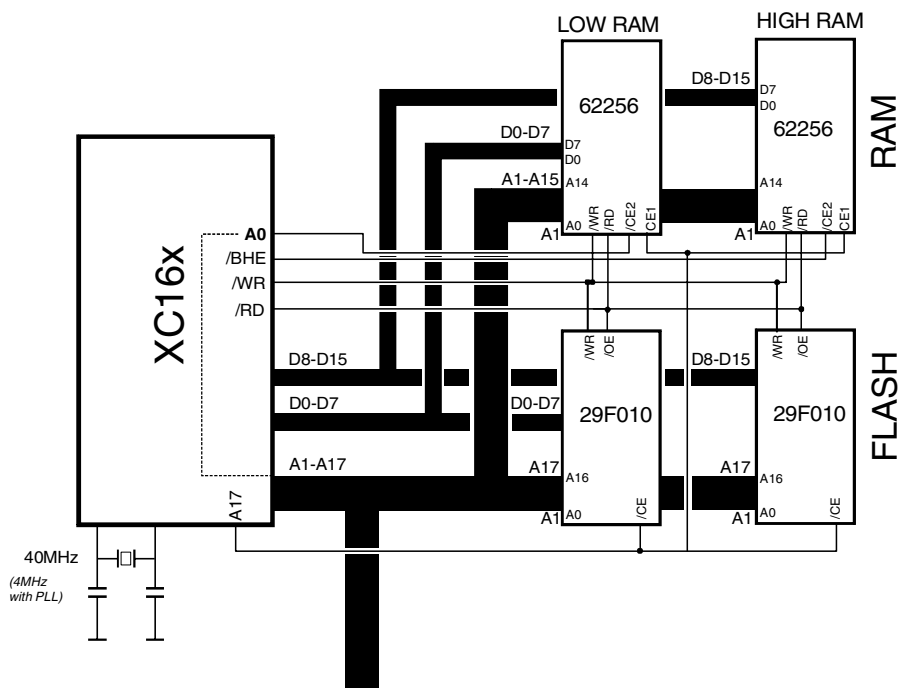 LOW RAM
HIGH RAM
D8-D15
D7
D0
62256
62256
RAM
D0-D7
D7
D0
A1-A15
A14
A14
A0
/WR
/RD
/CE2
CE1
A1
A0
/WR
/RD
/CE2
CE1
A1
XC16x
A0
/BHE
/WR
/RD
D8-D15
D0-D7
A1-A17
A17
/WR
/OE
D8-D15
/WR
/OE
D0-D7
29F010
29F010
FLASH
A17
A16
A17
A16
A1
A0
/CE
A1
A0
/CE
40MHz
(4MHz
with PLL)